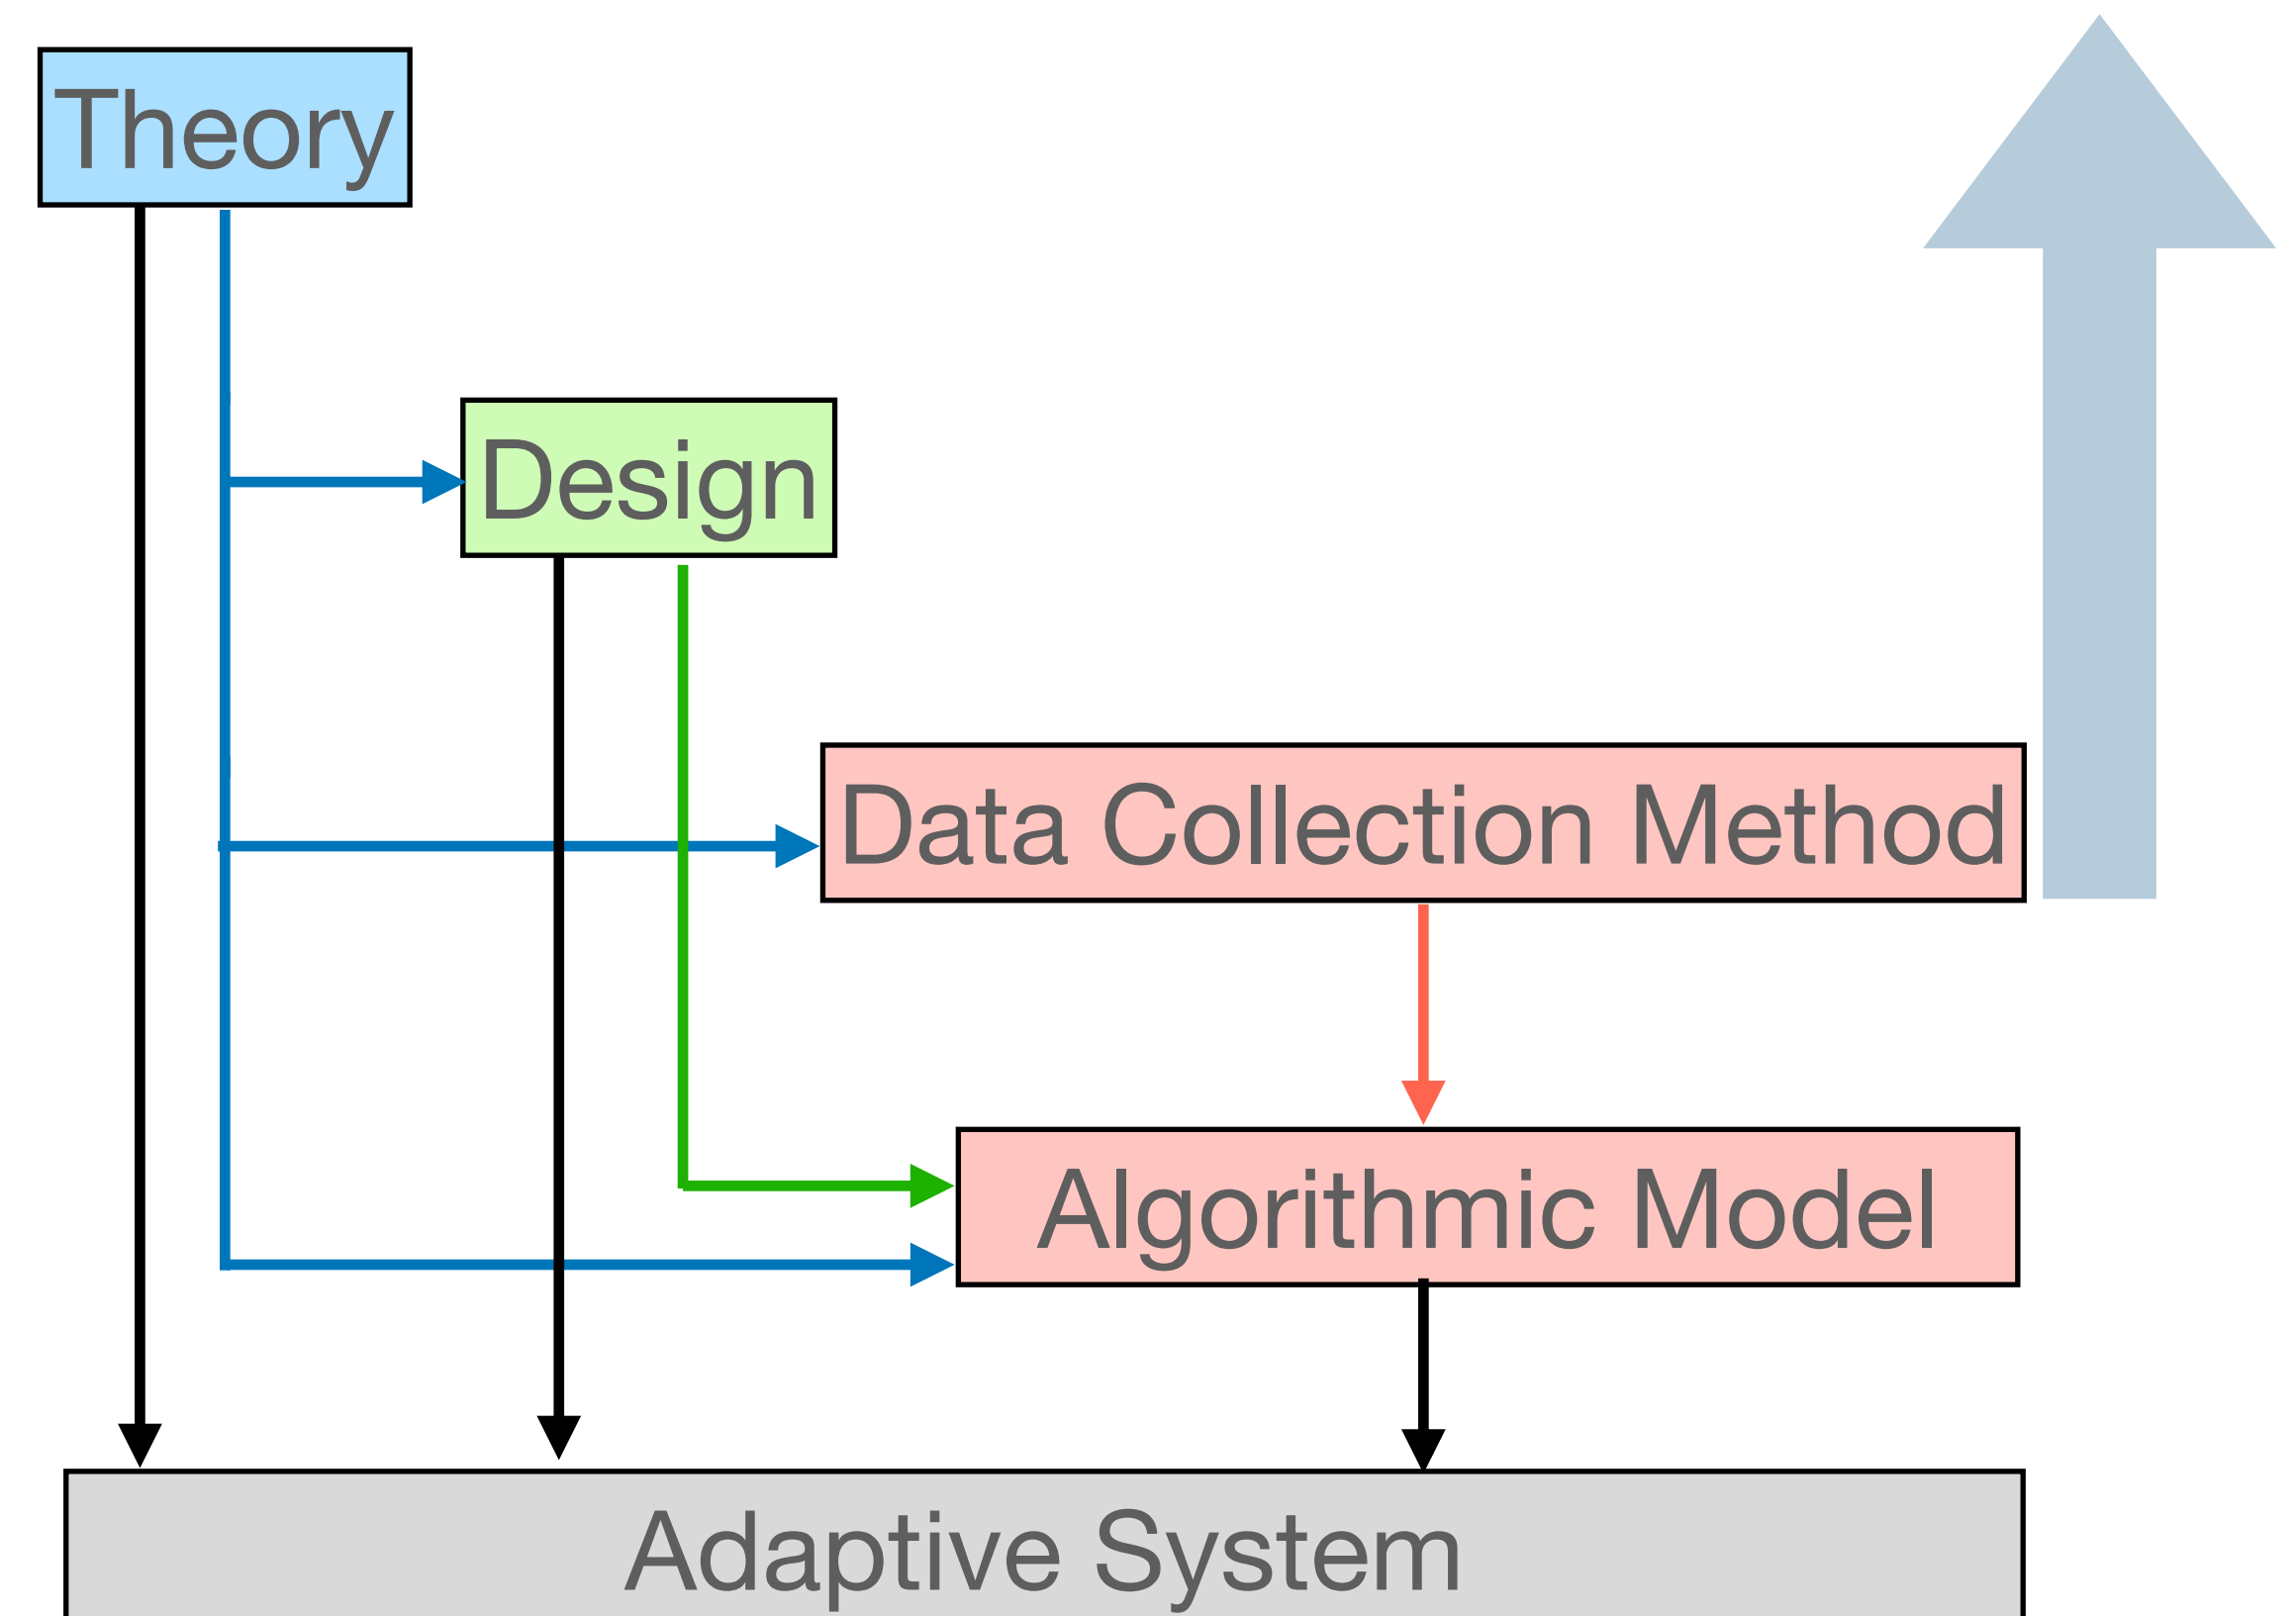 Theory
Design
Data Collection Method
Algorithmic Model
Adaptive System